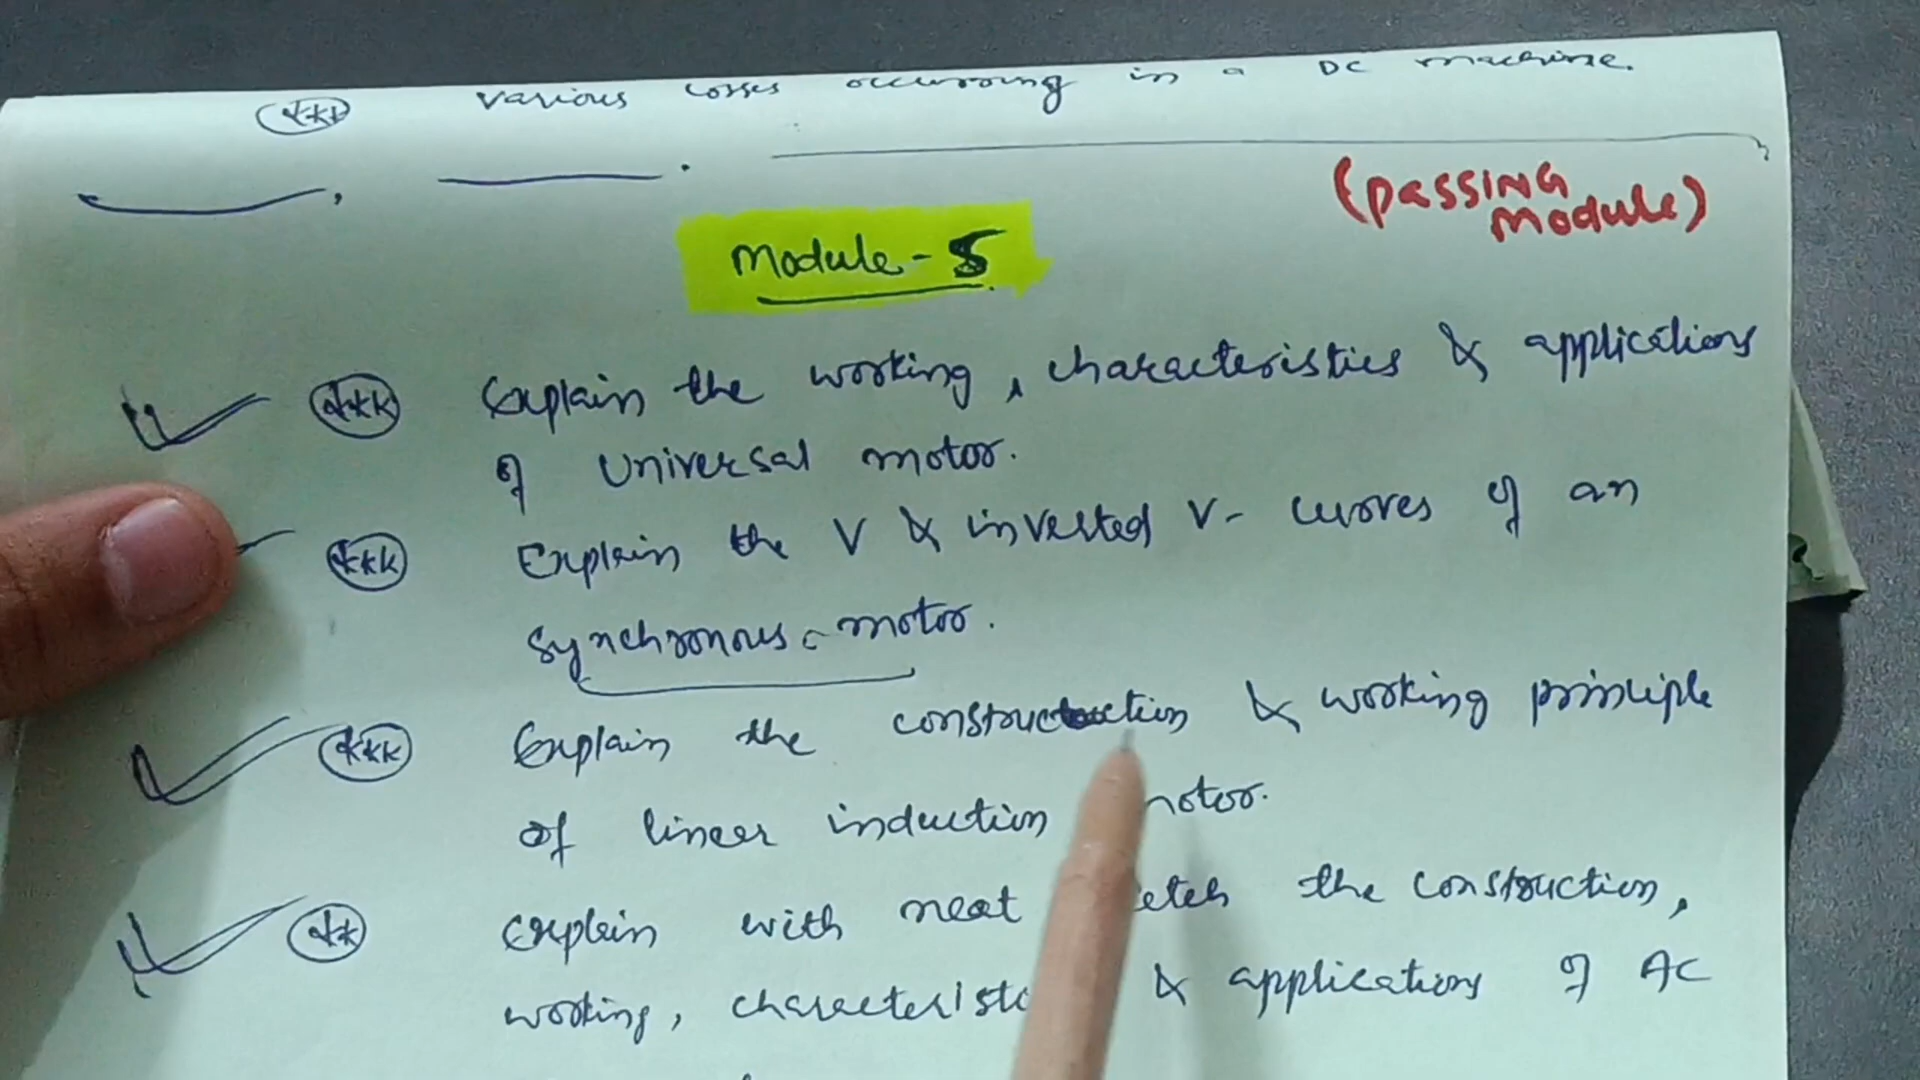 *** various losses occurring in a DC machine.
(PASSING
Module)
Module-5
*** Explain the working, characteristics & applications
of universal motor.
*** Explain the V & inverted V- curves of an
synchronous motor.
*** Explain the construction & working principle
of linear induction motor.
** Explain with neat the construction,
working, & applications of AC